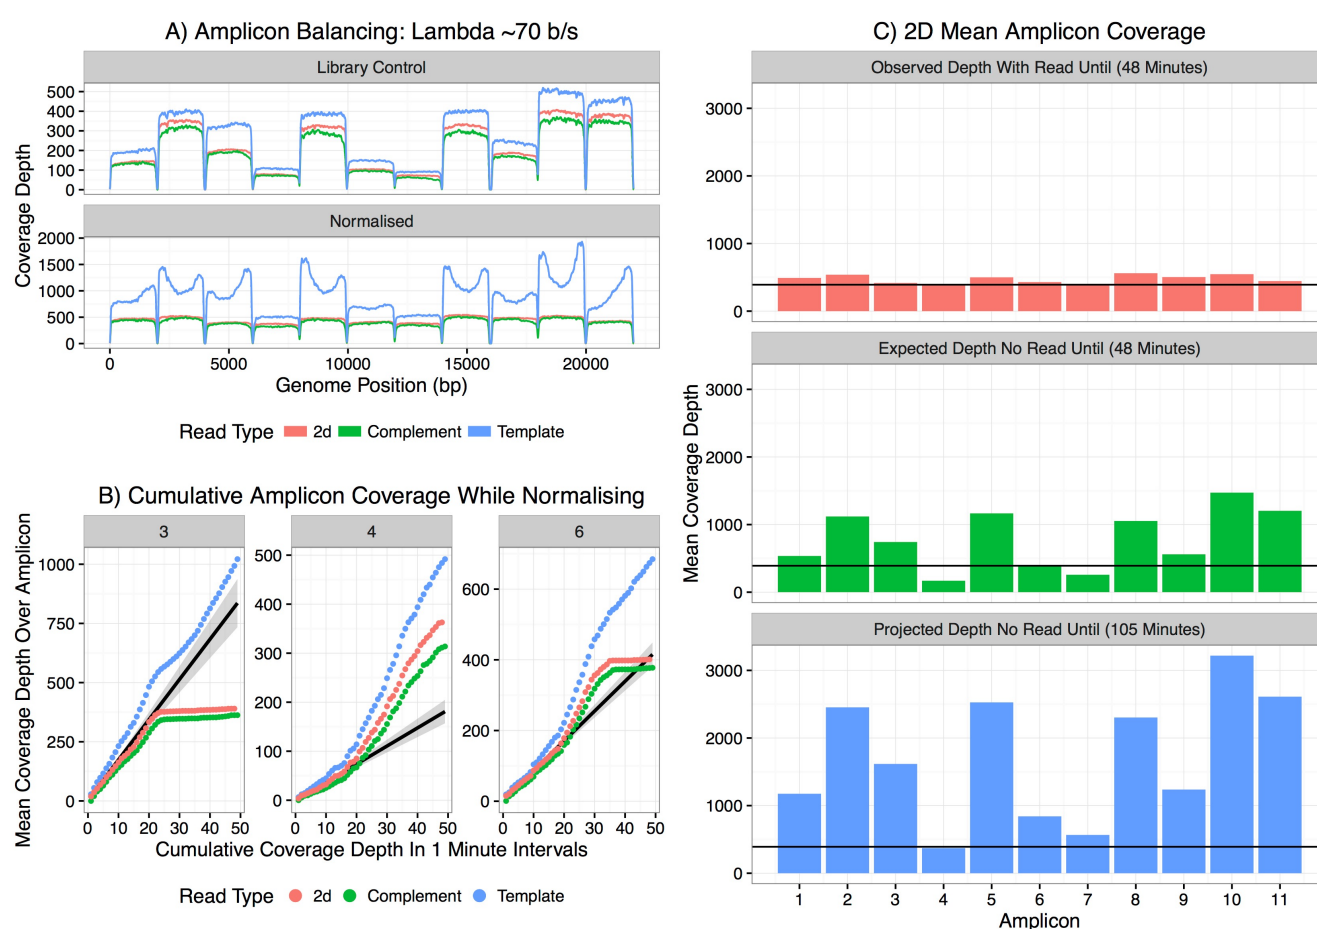 A) Amplicon Balancing: Lambda ~70 b/s
Library Control
500
400
300
200
100
0
Normalised
2000
1500
1000
500
0
Coverage Depth
0 5000 10000 15000 20000
Genome Position (bp)
Read Type 2d Complement Template
B) Cumulative Amplicon Coverage While Normalising
3 4 6
Mean Coverage Depth Over Amplicon
1000
750
500
250
0
500
400
300
200
100
0
600
400
200
0
0 10 20 30 40 50 0 10 20 30 40 50 0 10 20 30 40 50
Cumulative Coverage Depth In 1 Minute Intervals
Read Type 2d Complement Template
C) 2D Mean Amplicon Coverage
Observed Depth With Read Until (48 Minutes)
3000
2000
1000
0
Expected Depth No Read Until (48 Minutes)
3000
2000
1000
0
Mean Coverage Depth
Projected Depth No Read Until (105 Minutes)
3000
2000
1000
0
1 2 3 4 5 6 7 8 9 10 11
Amplicon